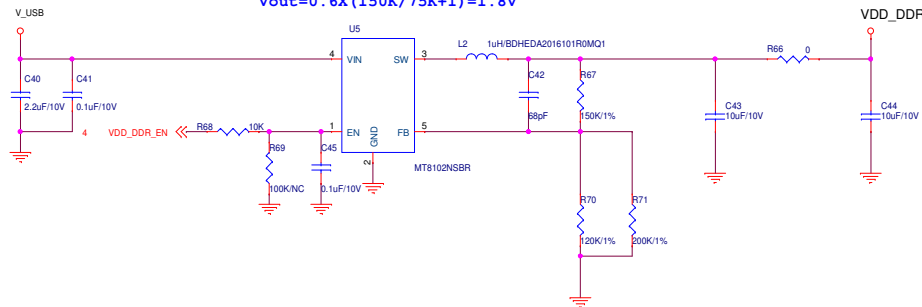 Vout=0.6X(150K/75K+1)=1.8V
V_USB
VDD_DDR
U5
L2 1uH/BDHEDA2016101R0MQ1
R66 0
4 VIN SW 3
C40
2.2uF/10V
C41
0.1uF/10V
C42
68pF
R67
150K/1%
C43
10uF/10V
C44
10uF/10V
4 VDD_DDR_EN
R68 10K
1 EN FB 5
GND
2
MT8102NSBR
R69
100K/NC
C45
0.1uF/10V
R70
120K/1%
R71
200K/1%